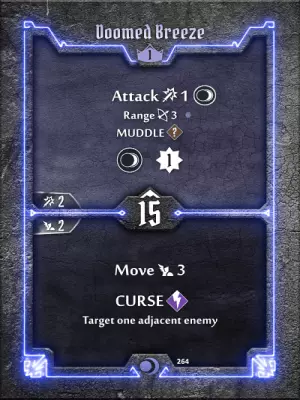 Doomed Breeze
1
Attack 1
Range 3
MUDDLE ?
1
2
15
2
Move 3
CURSE
Target one adjacent enemy
264